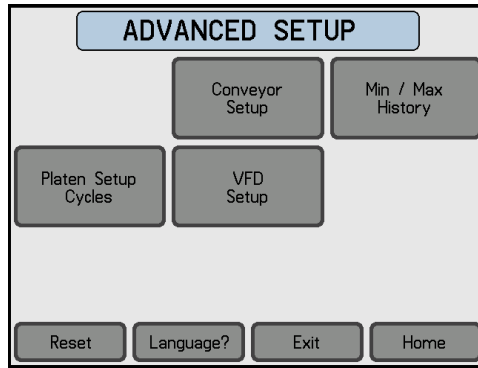 ADVANCED SETUP
Conveyor
Setup
Min / Max
History
Platen Setup
Cycles
VFD
Setup
Reset
Language?
Exit
Home